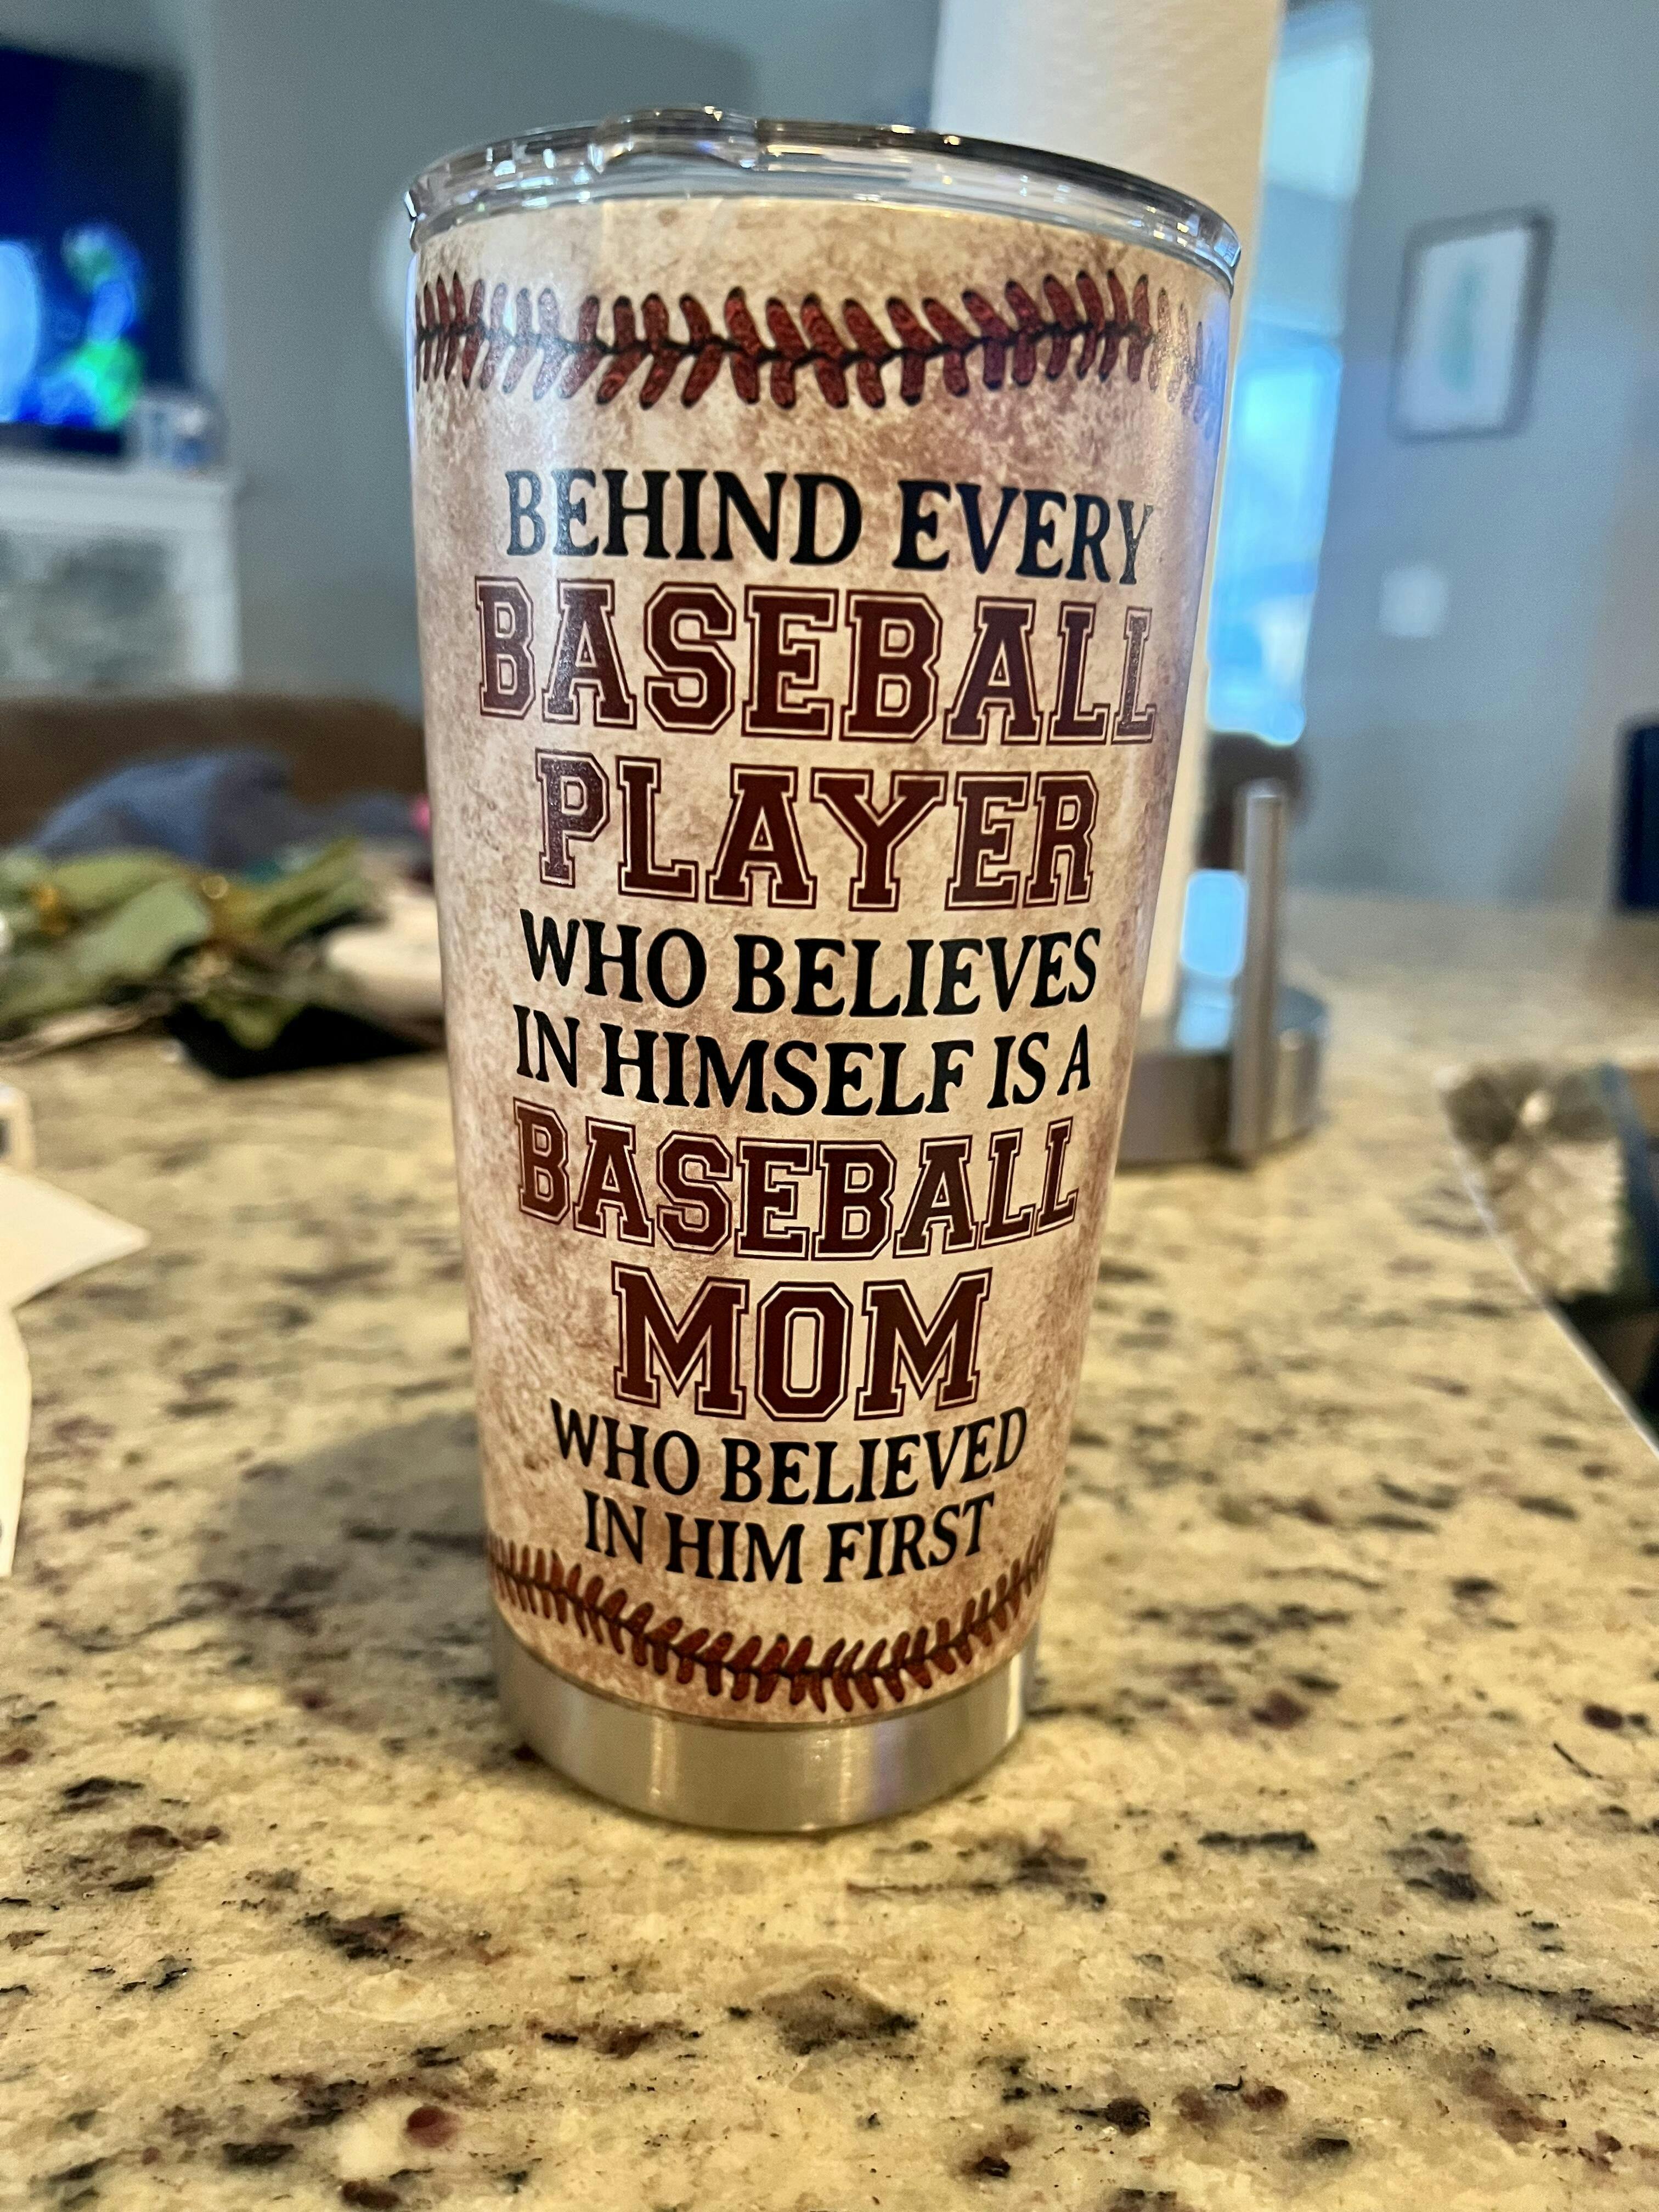 BEHIND EVERY
BASEBALL
PLAYER
WHO BELIEVES
IN HIMSELF IS A
BASEBALL
MOM
WHO BELIEVED
IN HIM FIRST